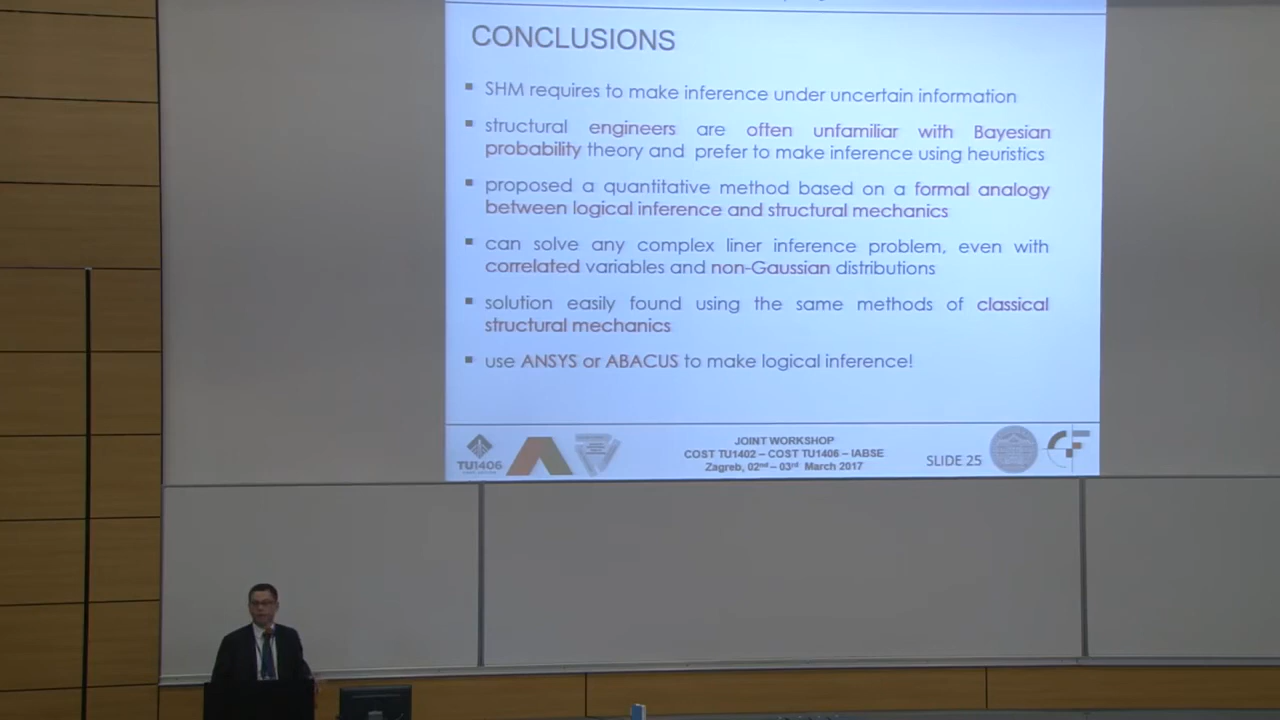 CONCLUSIONS
SHM requires to make inference under uncertain information
structural engineers are often unfamiliar with Bayesian
probability theory and prefer to make inference using heuristics
proposed a quantitative method based on a formal analogy
between logical inference and structural mechanics
can solve any complex liner inference problem, even with
correlated variables and non-Gaussian distributions
solution easily found using the same methods of classical
structural mechanics
use ANSYS or ABACUS to make logical inference!
TU1406
JOINT WORKSHOP
COST TU1402 – COST TU1406 – IABSE
Zagreb, 02nd – 03rd March 2017
SLIDE 25